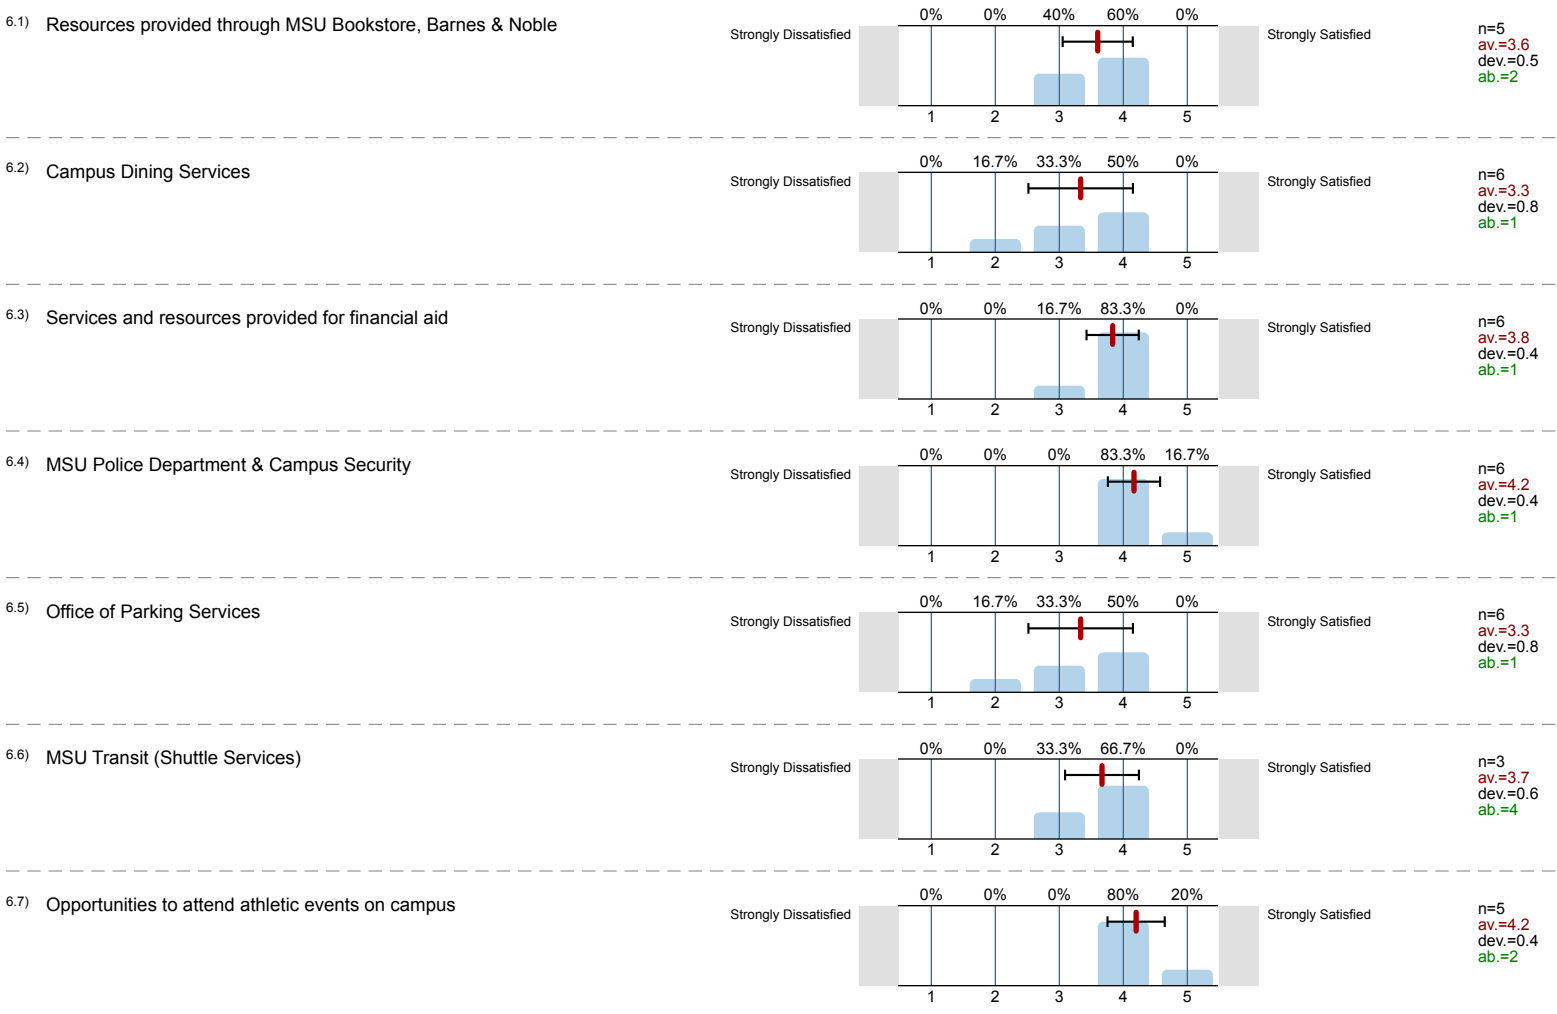 6.1) Resources provided through MSU Bookstore, Barnes & Noble
0% 0% 40% 60% 0%
Strongly Dissatisfied Strongly Satisfied
n=5
av.=3.6
dev.=0.5
ab.=2
1 2 3 4 5
6.2) Campus Dining Services
0% 16.7% 33.3% 50% 0%
Strongly Dissatisfied Strongly Satisfied
n=6
av.=3.3
dev.=0.8
ab.=1
1 2 3 4 5
6.3) Services and resources provided for financial aid
0% 0% 16.7% 83.3% 0%
Strongly Dissatisfied Strongly Satisfied
n=6
av.=3.8
dev.=0.4
ab.=1
1 2 3 4 5
6.4) MSU Police Department & Campus Security
0% 0% 0% 83.3% 16.7%
Strongly Dissatisfied Strongly Satisfied
n=6
av.=4.2
dev.=0.4
ab.=1
1 2 3 4 5
6.5) Office of Parking Services
0% 16.7% 33.3% 50% 0%
Strongly Dissatisfied Strongly Satisfied
n=6
av.=3.3
dev.=0.8
ab.=1
1 2 3 4 5
6.6) MSU Transit (Shuttle Services)
0% 0% 33.3% 66.7% 0%
Strongly Dissatisfied Strongly Satisfied
n=3
av.=3.7
dev.=0.6
ab.=4
1 2 3 4 5
6.7) Opportunities to attend athletic events on campus
0% 0% 0% 80% 20%
Strongly Dissatisfied Strongly Satisfied
n=5
av.=4.2
dev.=0.4
ab.=2
1 2 3 4 5